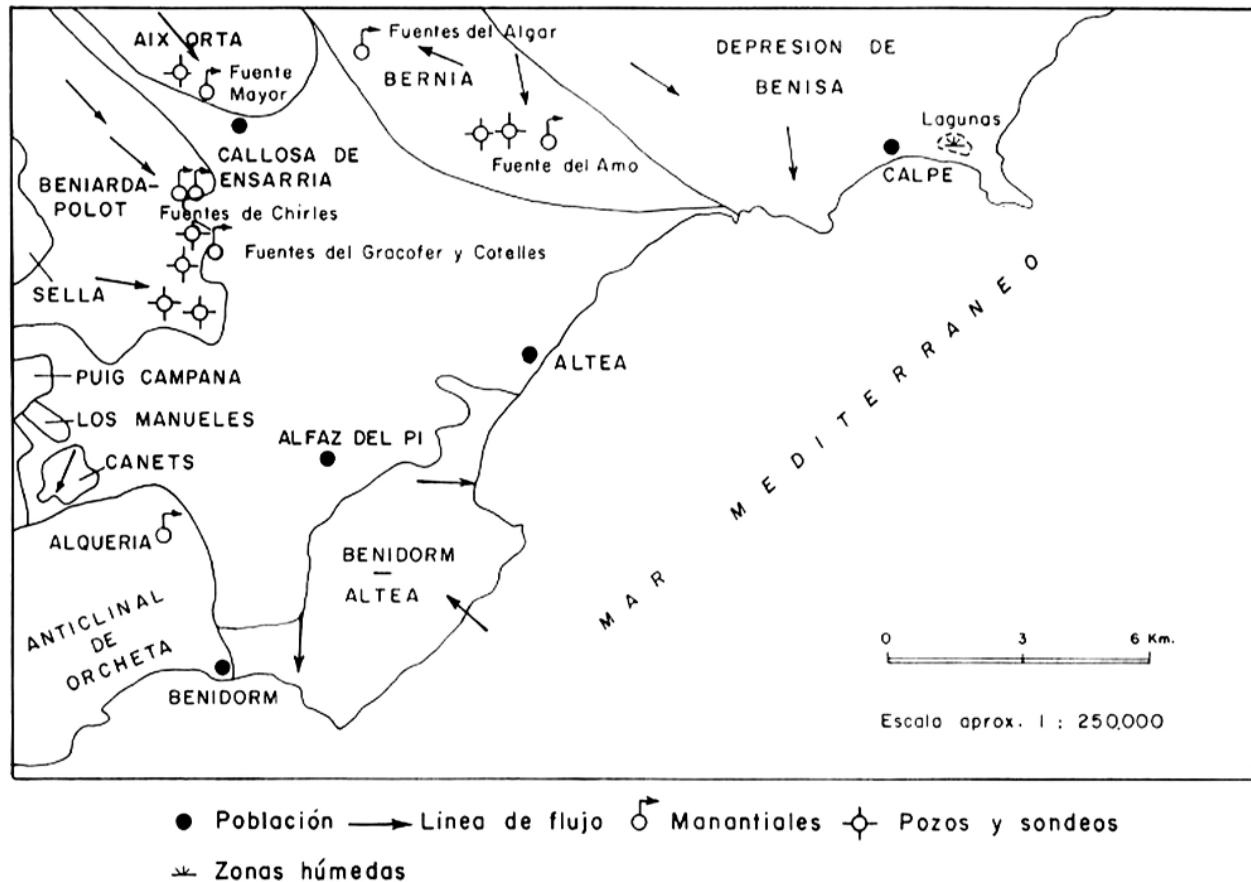 AIX ORTA
Fuente
Mayor
Fuentes del Algar
BERNIA
DEPRESION DE
BENISA
Lagunas
CALLOSA DE
ENSARRIA
Fuente del Amo
CALPE
BENIARDA-
POLOT
Fuentes de Chirles
Fuentes del Gracofer y Cotelles
SELLA
MAR MEDITERRANEO
PUIG CAMPANA
ALTEA
LOS MANUELES
ALFAZ DEL PI
CANETS
ALQUERIA
BENIDORM
—
ALTEA
ANTICLINAL
DE
ORCHETA
BENIDORM
0 3 6 Km.
Escala aprox. 1 : 250.000
Población Linea de flujo Manantiales Pozos y sondeos
Zonas húmedas